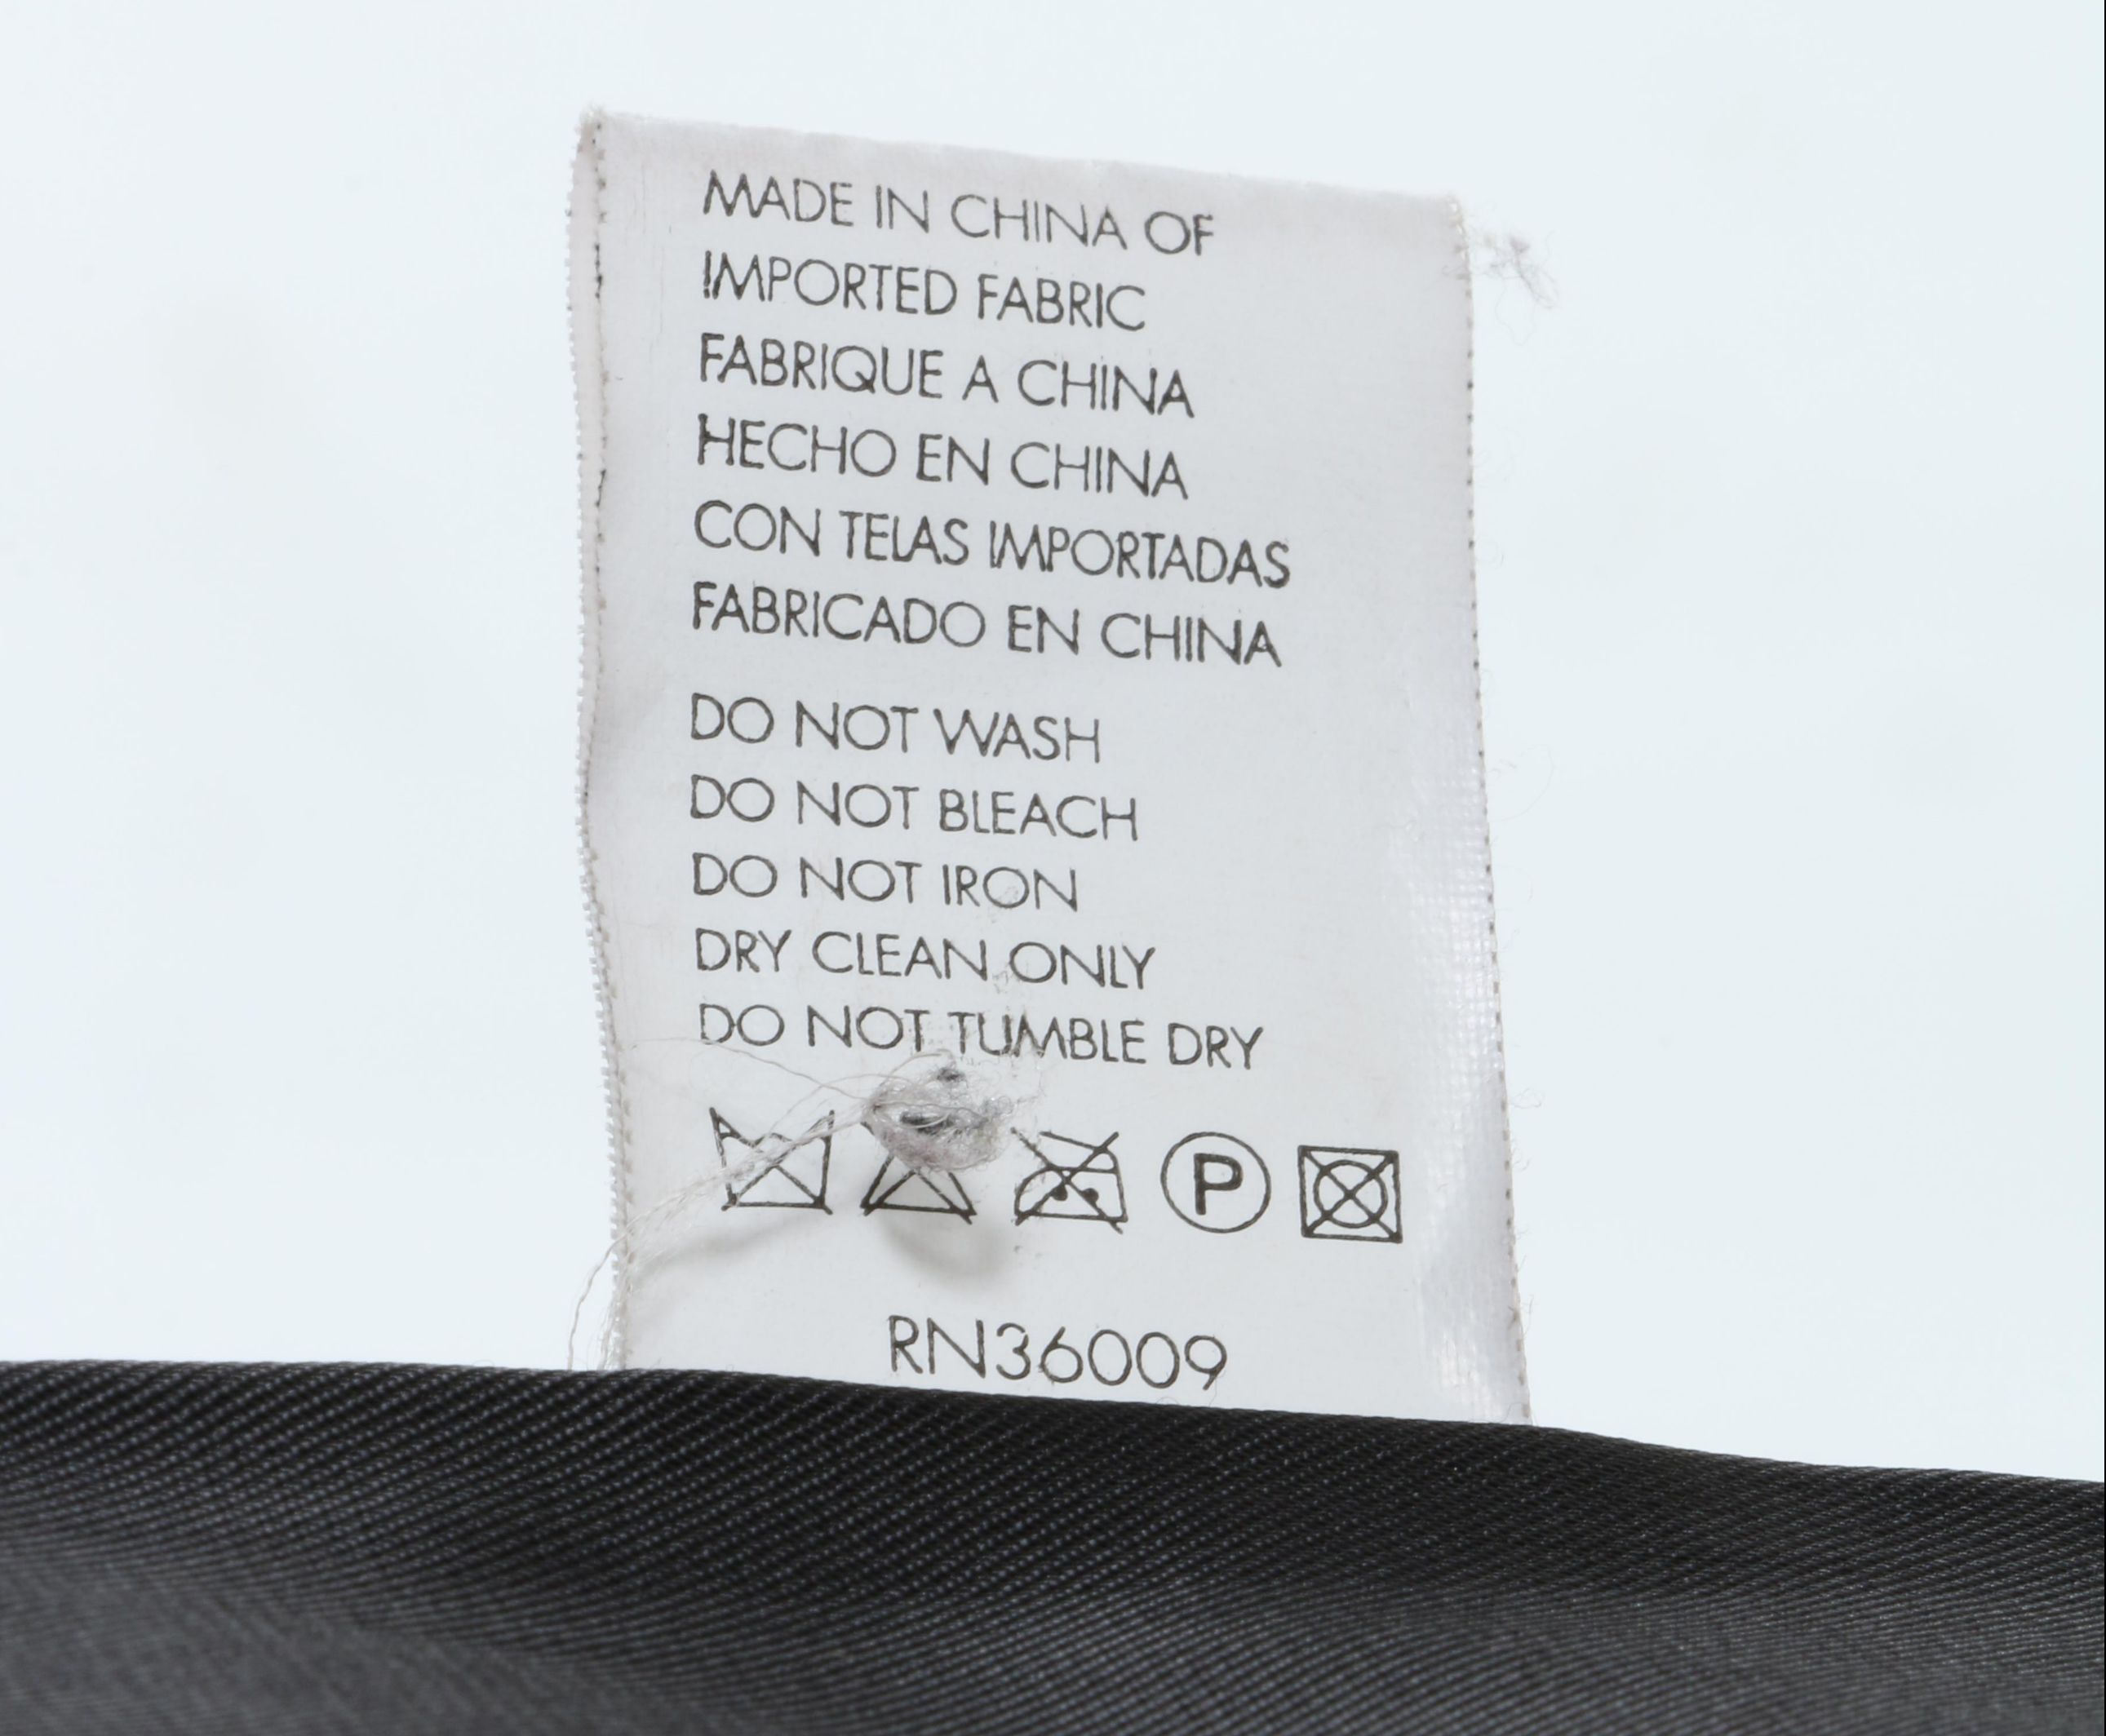 MADE IN CHINA OF
IMPORTED FABRIC
FABRIQUE A CHINA
HECHO EN CHINA
CON TELAS IMPORTADAS
FABRICADO EN CHINA
DO NOT WASH
DO NOT BLEACH
DO NOT IRON
DRY CLEAN ONLY
DO NOT TUMBLE DRY
P
RN36009